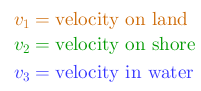 v₁ = velocity on land
v₂ = velocity on shore
v₃ = velocity in water